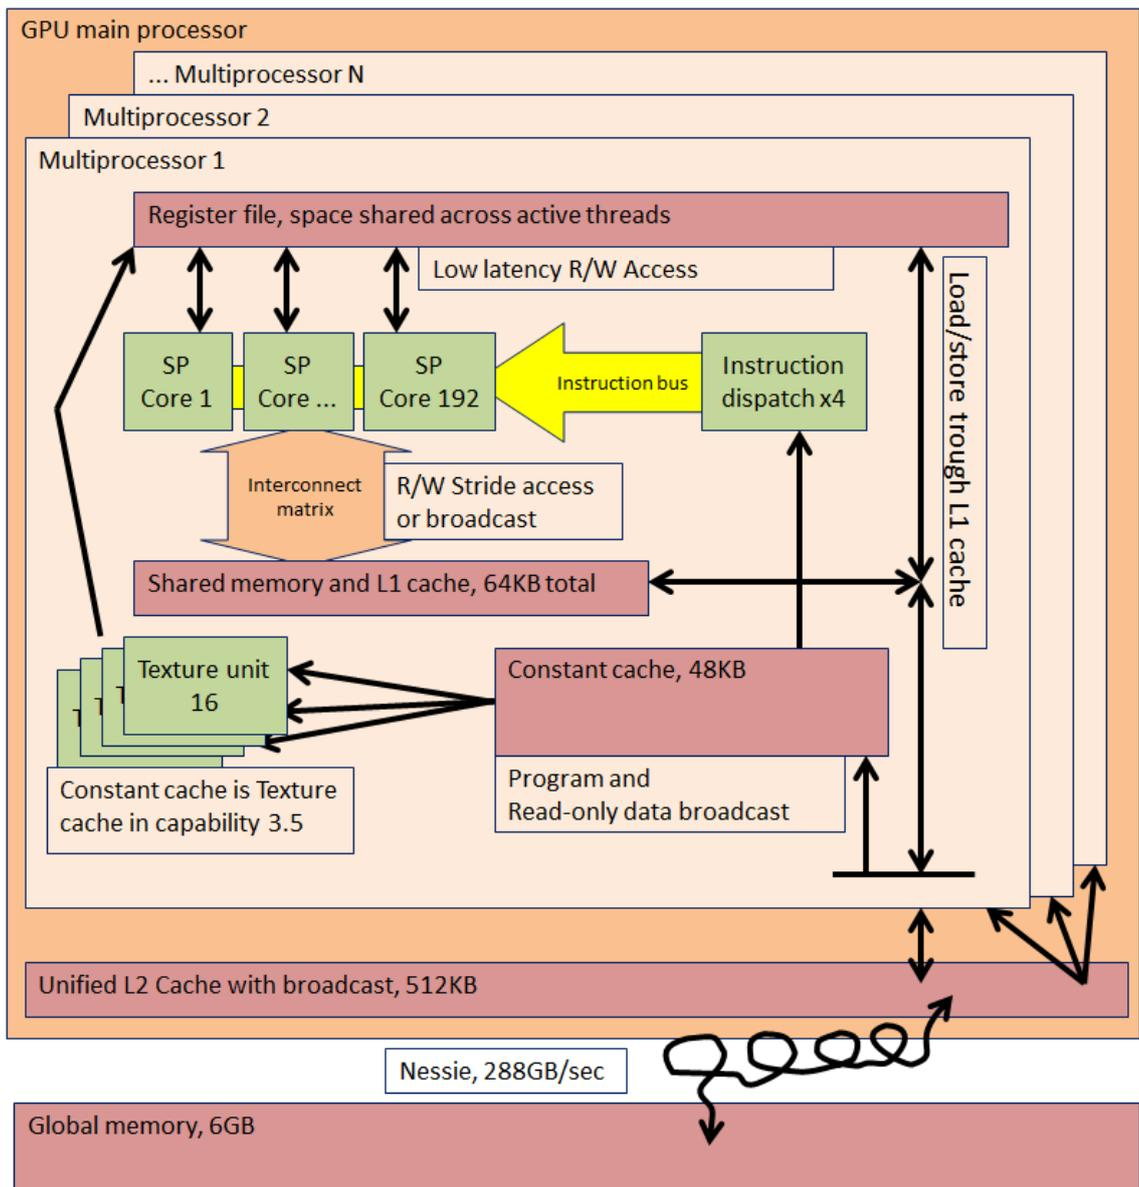 GPU main processor
... Multiprocessor N
Multiprocessor 2
Multiprocessor 1
Register file, space shared across active threads
Low latency R/W Access
Load/store trough L1 cache
SP
Core 1
SP
Core ...
SP
Core 192
Instruction bus
Instruction
dispatch x4
Interconnect
matrix
R/W Stride access
or broadcast
Shared memory and L1 cache, 64KB total
T
T
T
Texture unit
16
Constant cache, 48KB
Constant cache is Texture
cache in capability 3.5
Program and
Read-only data broadcast
Unified L2 Cache with broadcast, 512KB
Nessie, 288GB/sec
Global memory, 6GB